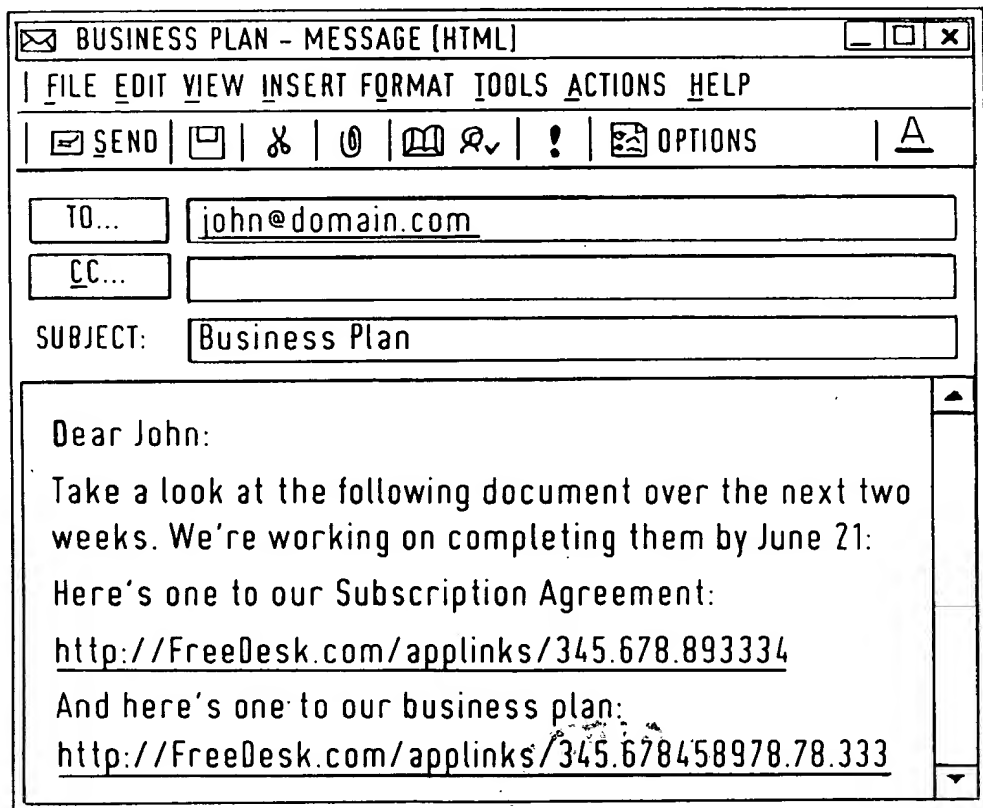 BUSINESS PLAN - MESSAGE [HTML]
FILE EDIT VIEW INSERT FORMAT TOOLS ACTIONS HELP
SEND ! OPTIONS A
TO... john@domain.com
CC...
SUBJECT: Business Plan
Dear John:
Take a look at the following document over the next two
weeks. We're working on completing them by June 21:
Here's one to our Subscription Agreement:
http://FreeDesk.com/applinks/345.678.893334
And here's one to our business plan:
http://FreeDesk.com/applinks/345.678458978.78.333